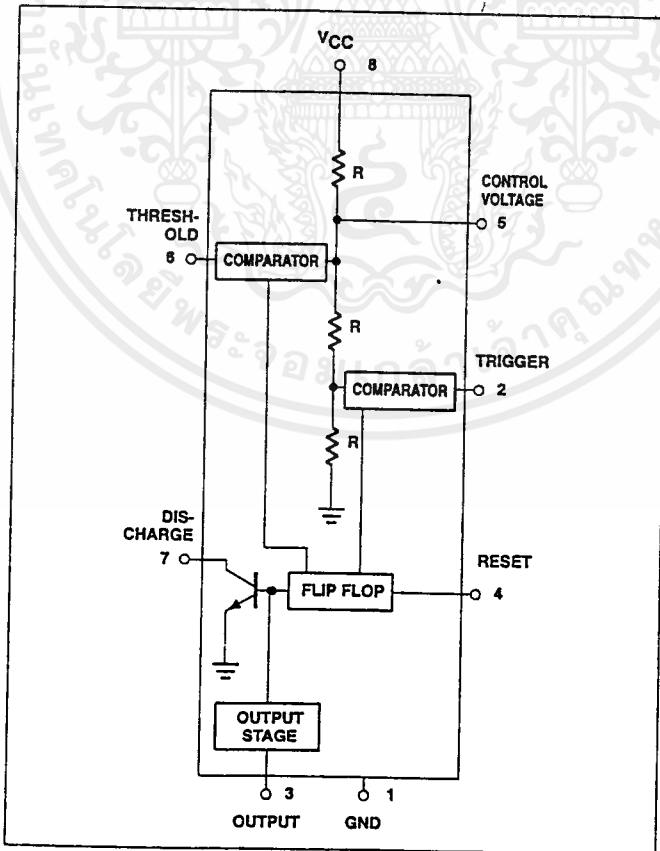 VCC
8
R
CONTROL
VOLTAGE
5
THRESH-
OLD
6
COMPARATOR
R
TRIGGER
COMPARATOR
2
R
DIS-
CHARGE
7
RESET
FLIP FLOP
4
OUTPUT
STAGE
3
1
OUTPUT
GND